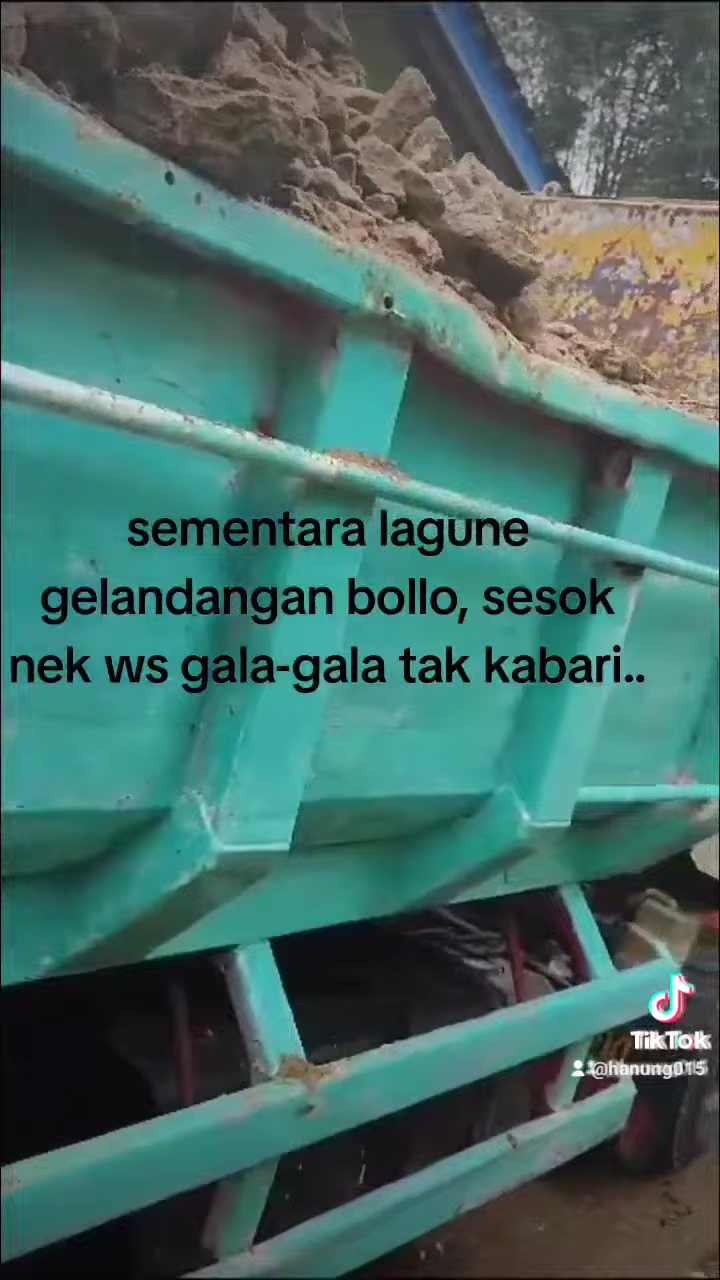 sementara lagune
gelandangan bollo, sesok
nek ws gala-gala tak kabari..
TikTok
@hanung015